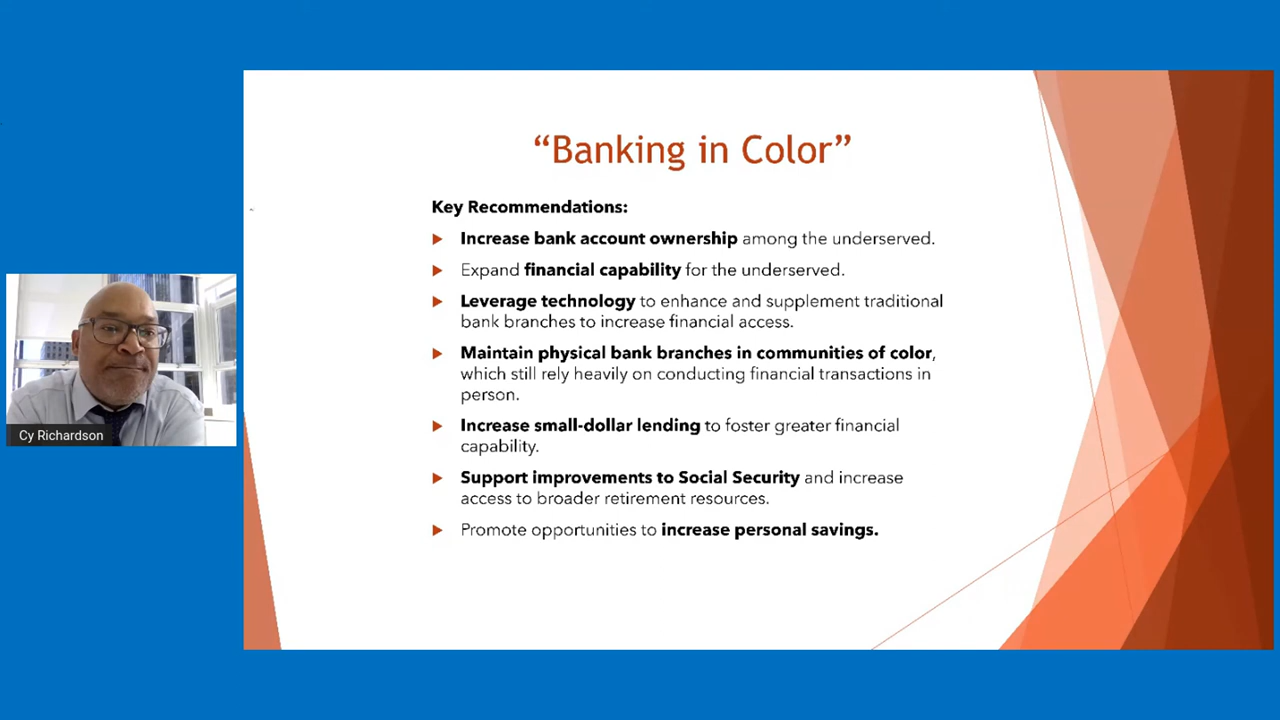 “Banking in Color”
Key Recommendations:
Increase bank account ownership among the underserved.
Expand financial capability for the underserved.
Leverage technology to enhance and supplement traditional
bank branches to increase financial access.
Maintain physical bank branches in communities of color,
which still rely heavily on conducting financial transactions in
person.
Increase small-dollar lending to foster greater financial
capability.
Support improvements to Social Security and increase
access to broader retirement resources.
Promote opportunities to increase personal savings.
Cy Richardson